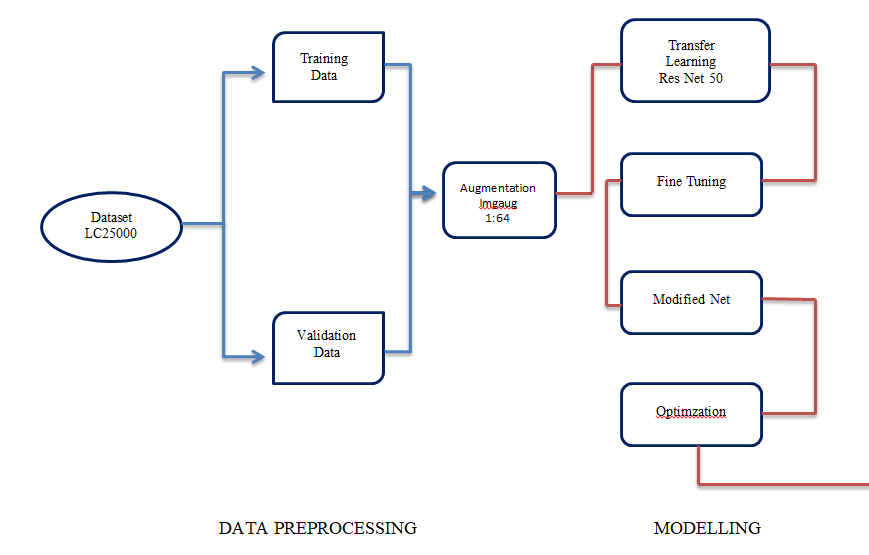 Dataset
LC25000
Training
Data
Validation
Data
Augmentation
Imgaug
1:64
Transfer
Learning
Res Net 50
Fine Tuning
Modified Net
Optimzation
DATA PREPROCESSING
MODELLING